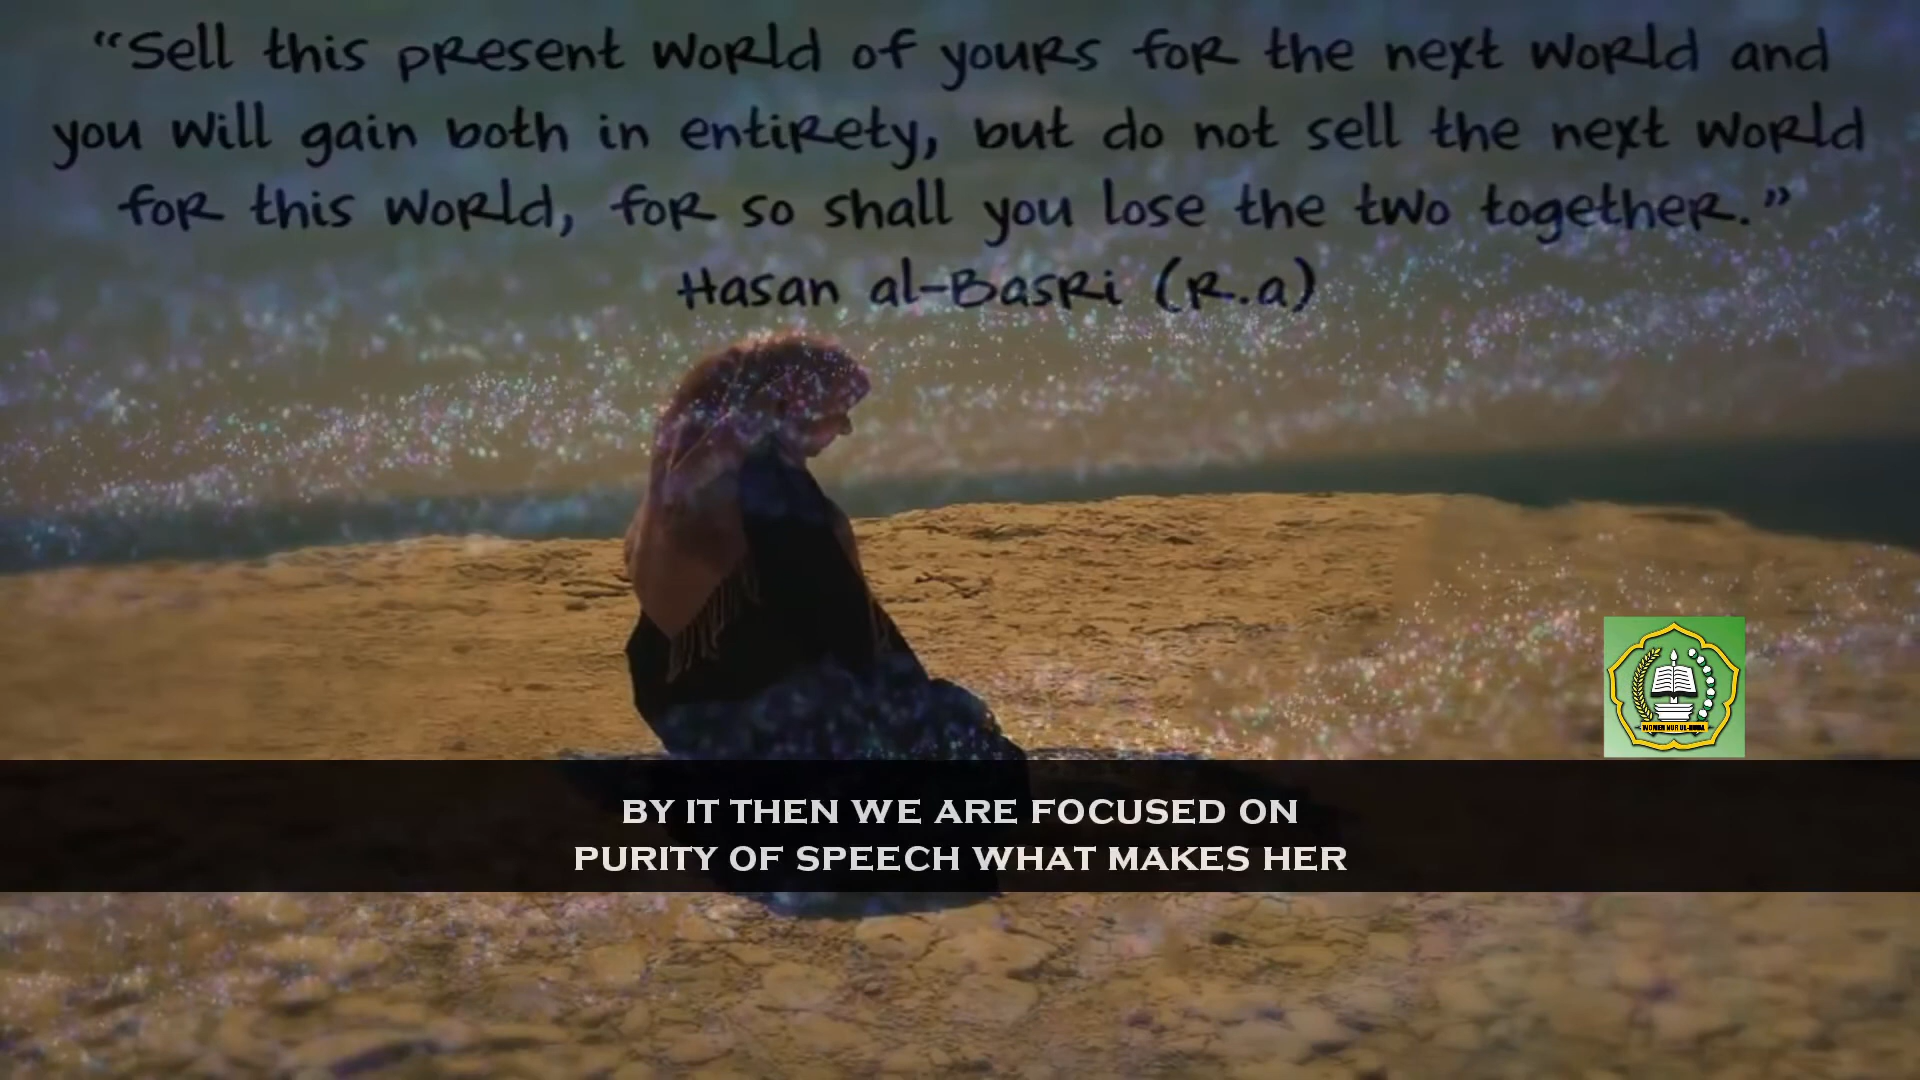 “Sell this present world of yours for the next world and
you will gain both in entirety, but do not sell the next world
for this world, for so shall you lose the two together.”
Hasan al-Basri (R.a)
BY IT THEN WE ARE FOCUSED ON
PURITY OF SPEECH WHAT MAKES HER